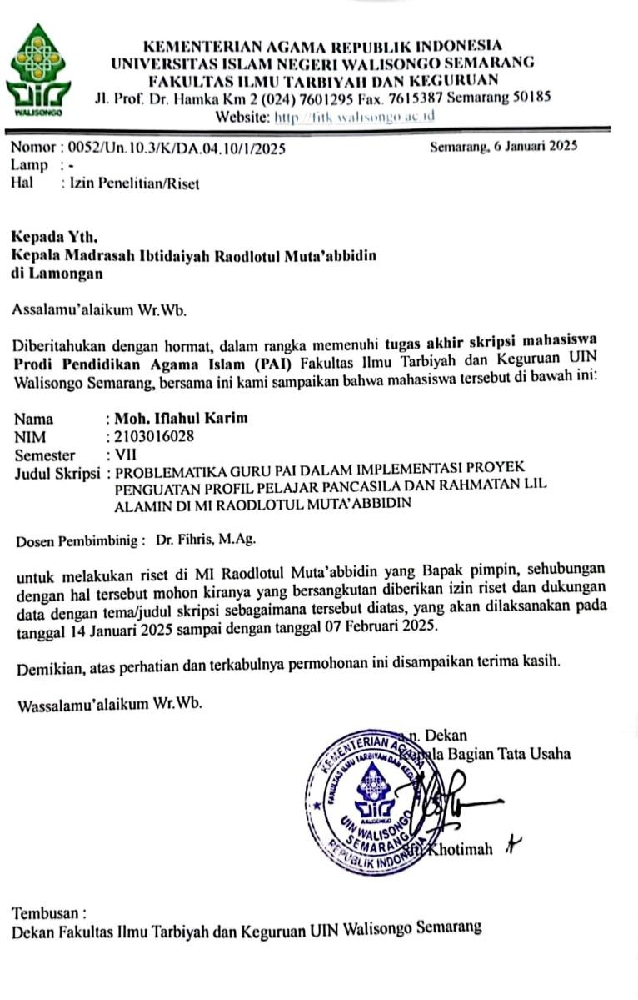 KEMENTERIAN AGAMA REPUBLIK INDONESIA
UNIVERSITAS ISLAM NEGERI WALISONGO SEMARANG
FAKULTAS ILMU TARBIYAH DAN KEGURUAN
Jl. Prof. Dr. Hamka Km 2 (024) 7601295 Fax. 7615387 Semarang 50185
Website: http://fitk.walisongo.ac.id
WALISONGO
Nomor : 0052/Un.10.3/K/DA.04.10/1/2025 Semarang, 6 Januari 2025
Lamp : -
Hal : Izin Penelitian/Riset
Kepada Yth.
Kepala Madrasah Ibtidaiyah Raodlotul Muta'abbidin
di Lamongan
Assalamu'alaikum Wr.Wb.
Diberitahukan dengan hormat, dalam rangka memenuhi tugas akhir skripsi mahasiswa
Prodi Pendidikan Agama Islam (PAI) Fakultas Ilmu Tarbiyah dan Keguruan UIN
Walisongo Semarang, bersama ini kami sampaikan bahwa mahasiswa tersebut di bawah ini:
Nama : Moh. Iflahul Karim
NIM : 2103016028
Semester : VII
Judul Skripsi : PROBLEMATIKA GURU PAI DALAM IMPLEMENTASI PROYEK
PENGUATAN PROFIL PELAJAR PANCASILA DAN RAHMATAN LIL
ALAMIN DI MI RAODLOTUL MUTA'ABBIDIN
Dosen Pembimbinig : Dr. Fihris, M.Ag.
untuk melakukan riset di MI Raodlotul Muta'abbidin yang Bapak pimpin, sehubungan
dengan hal tersebut mohon kiranya yang bersangkutan diberikan izin riset dan dukungan
data dengan tema/judul skripsi sebagaimana tersebut diatas, yang akan dilaksanakan pada
tanggal 14 Januari 2025 sampai dengan tanggal 07 Februari 2025.
Demikian, atas perhatian dan terkabulnya permohonan ini disampaikan terima kasih.
Wassalamu'alaikum Wr.Wb.
n. Dekan
ala Bagian Tata Usaha
KEMENTERIAN AGAMA
FAKULTAS ILMU TARBIYAH DAN KEGURUAN
WALISONGO
UIN WALISONGO
SEMARANG
REPUBLIK INDONESIA
Khotimah
Tembusan :
Dekan Fakultas Ilmu Tarbiyah dan Keguruan UIN Walisongo Semarang